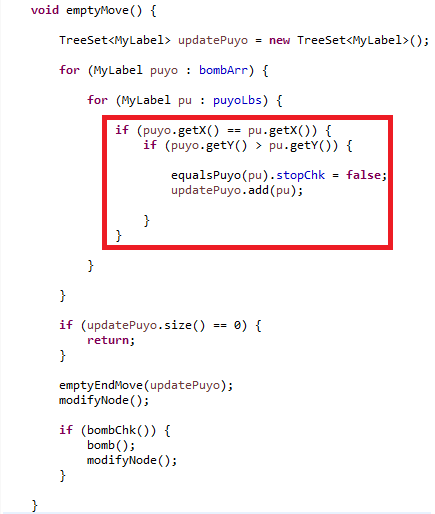 void emptyMove() {
TreeSet<MyLabel> updatePuyo = new TreeSet<MyLabel>();
for (MyLabel puyo : bombArr) {
for (MyLabel pu : puyoLbs) {
if (puyo.getX() == pu.getX()) {
if (puyo.getY() > pu.getY()) {
equalsPuyo(pu).stopChk = false;
updatePuyo.add(pu);
}
}
}
}
if (updatePuyo.size() == 0) {
return;
}
emptyEndMove(updatePuyo);
modifyNode();
if (bombChk()) {
bomb();
modifyNode();
}
}